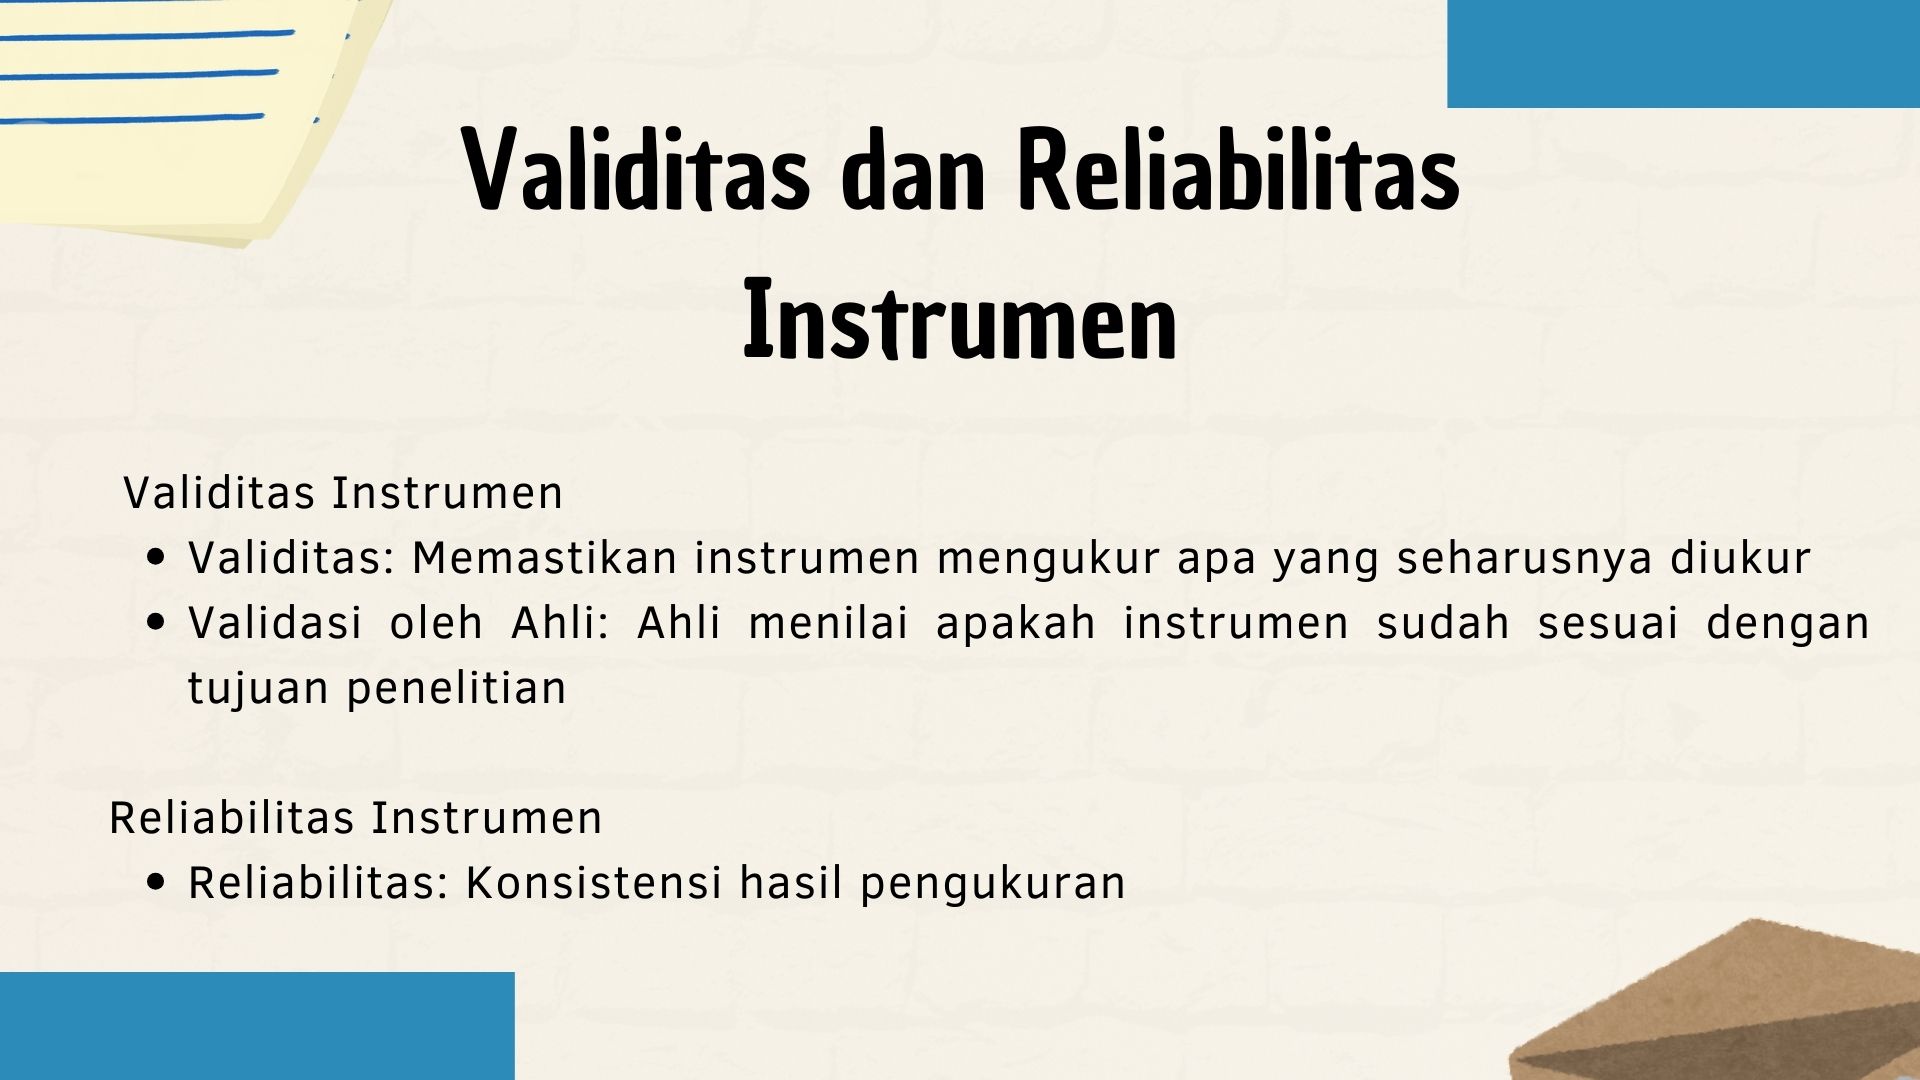 Validitas dan Reliabilitas
Instrumen
Validitas Instrumen
• Validitas: Memastikan instrumen mengukur apa yang seharusnya diukur
• Validasi oleh Ahli: Ahli menilai apakah instrumen sudah sesuai dengan
tujuan penelitian
Reliabilitas Instrumen
• Reliabilitas: Konsistensi hasil pengukuran